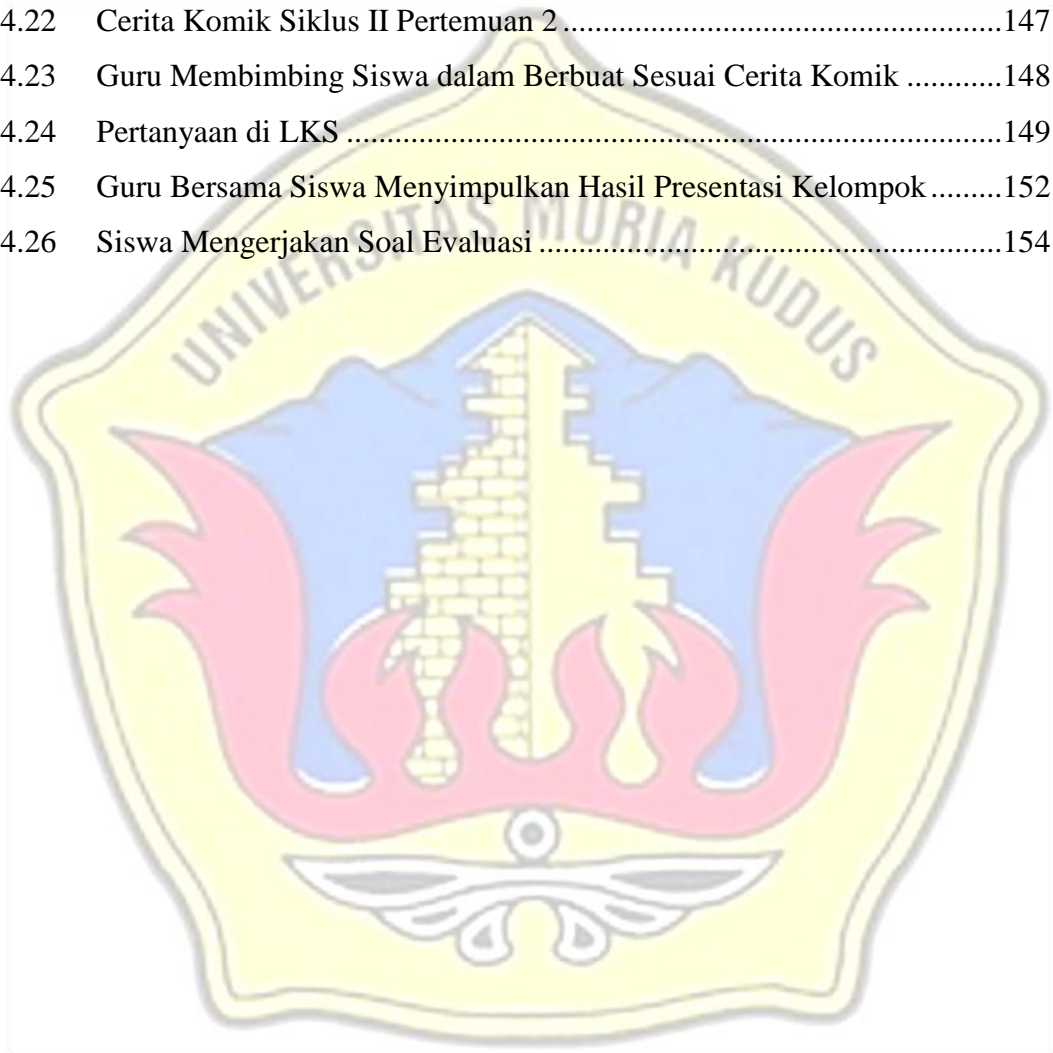 4.22 Cerita Komik Siklus II Pertemuan 2 ................................................ 147
4.23 Guru Membimbing Siswa dalam Berbuat Sesuai Cerita Komik ............ 148
4.24 Pertanyaan di LKS ........................................................................... 149
4.25 Guru Bersama Siswa Menyimpulkan Hasil Presentasi Kelompok ......... 152
4.26 Siswa Mengerjakan Soal Evaluasi .................................................... 154
UNIVERSITAS MURIA KUDUS